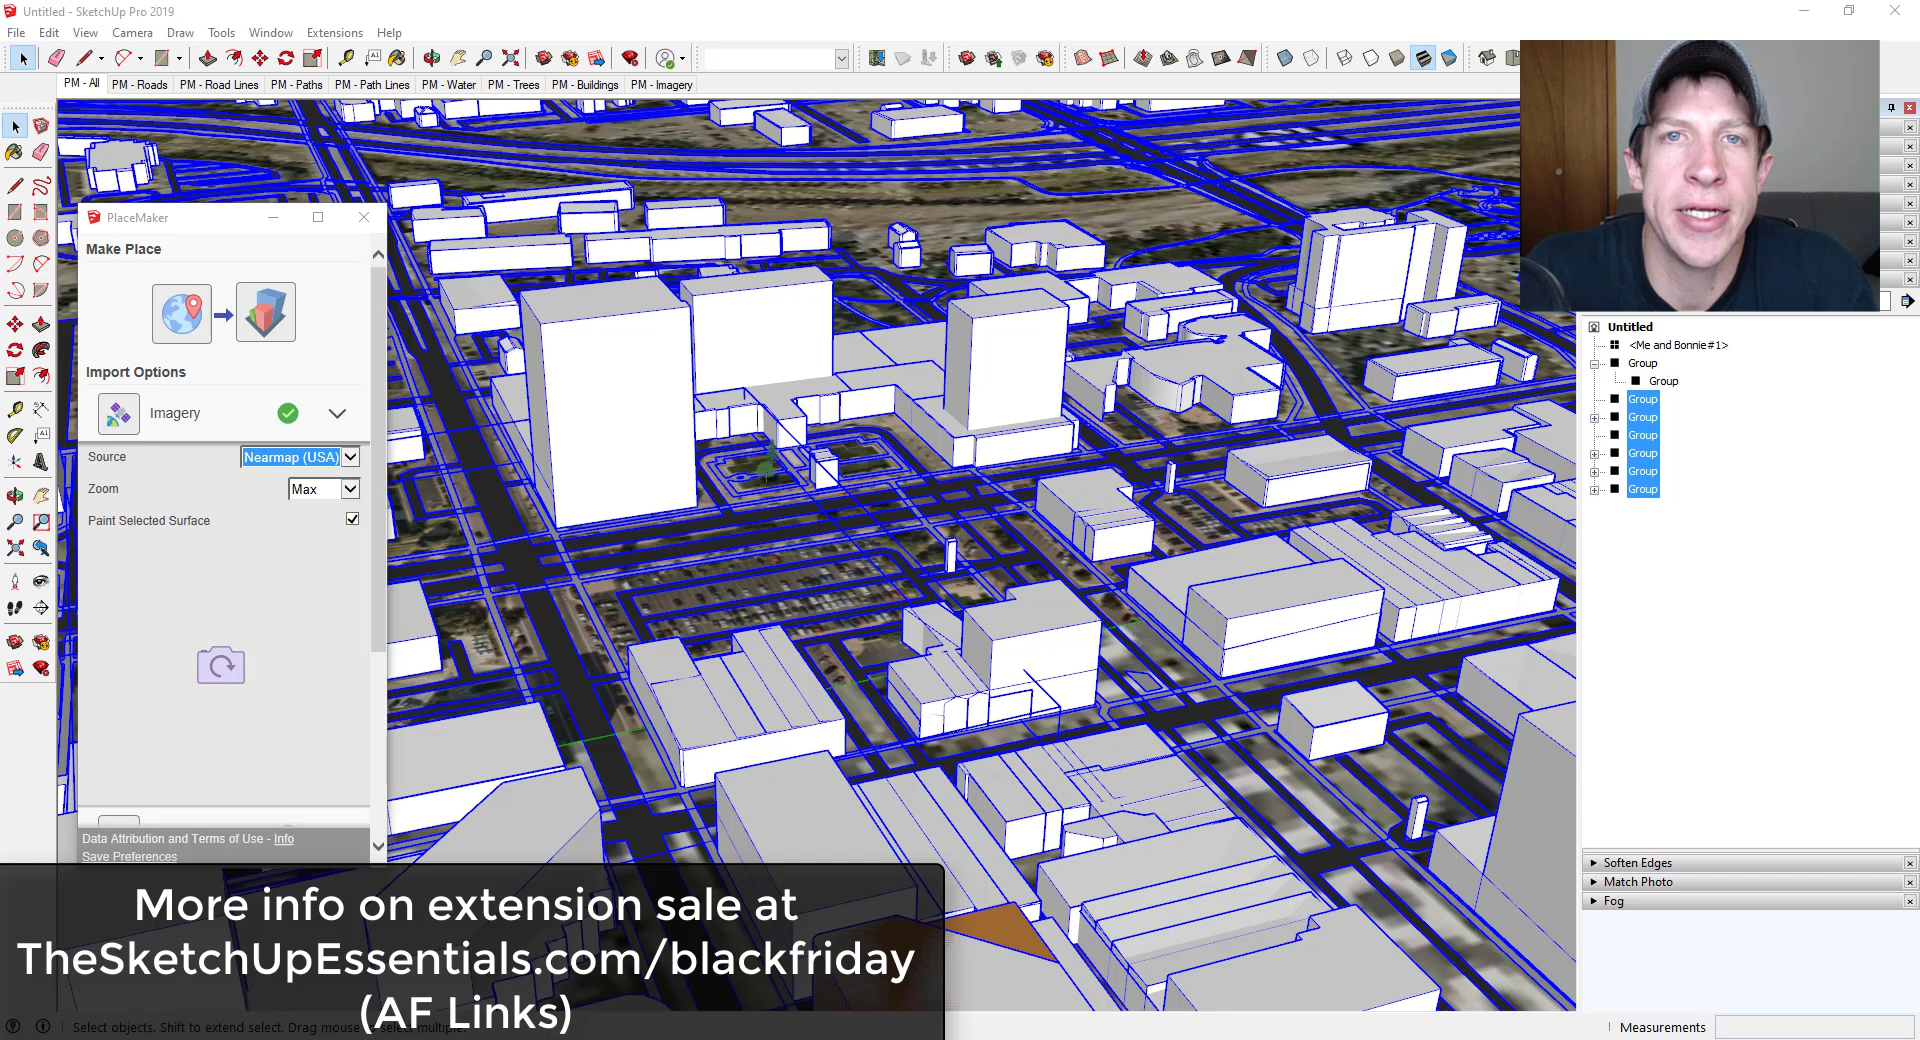 Untitled - SketchUp Pro 2019
File Edit View Camera Draw Tools Window Extensions Help
PM - All PM - Roads PM - Road Lines PM - Paths PM - Path Lines PM - Water PM - Trees PM - Buildings PM - Imagery
PlaceMaker
Make Place
Import Options
Imagery
Source Nearmap (USA)
Zoom Max
Paint Selected Surface
Data Attribution and Terms of Use - Info
Save Preferences
Untitled
<Me and Bonnie#1>
Group
Group
Group
Group
Group
Group
Group
Group
Soften Edges
Match Photo
Fog
More info on extension sale at
TheSketchUpEssentials.com/blackfriday
(AF Links)
Select objects. Shift to extend select. Drag mouse to select multiple.
Measurements